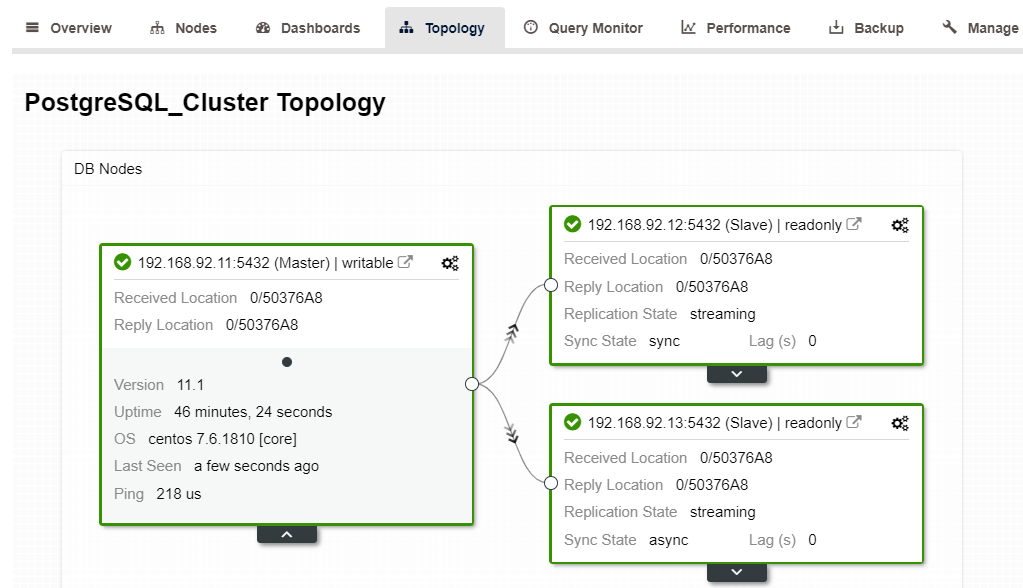 Overview Nodes Dashboards Topology Query Monitor Performance Backup Manage
PostgreSQL_Cluster Topology
DB Nodes
192.168.92.11:5432 (Master) | writable
Received Location 0/50376A8
Reply Location 0/50376A8
Version 11.1
Uptime 46 minutes, 24 seconds
OS centos 7.6.1810 [core]
Last Seen a few seconds ago
Ping 218 us
192.168.92.12:5432 (Slave) | readonly
Received Location 0/50376A8
Reply Location 0/50376A8
Replication State streaming
Sync State sync Lag (s) 0
192.168.92.13:5432 (Slave) | readonly
Received Location 0/50376A8
Reply Location 0/50376A8
Replication State streaming
Sync State async Lag (s) 0